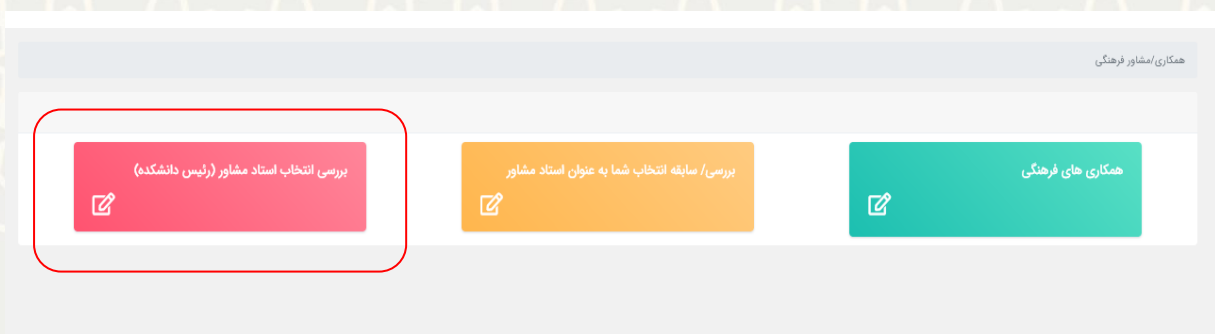 همکاری/مشاور فرهنگی
همکاری های فرهنگی
بررسی/ سابقه انتخاب شما به عنوان استاد مشاور
بررسی انتخاب استاد مشاور (رئیس دانشکده)